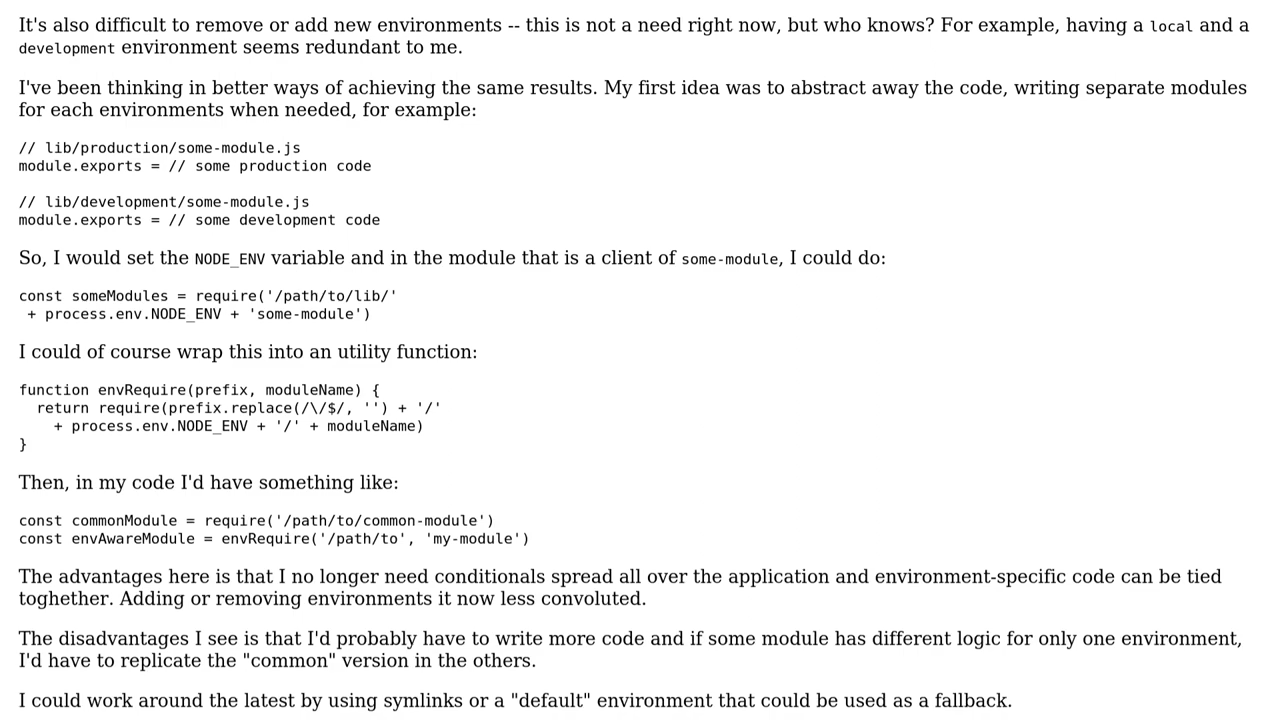 It's also difficult to remove or add new environments -- this is not a need right now, but who knows? For example, having a local and a
development environment seems redundant to me.
I've been thinking in better ways of achieving the same results. My first idea was to abstract away the code, writing separate modules
for each environments when needed, for example:
// lib/production/some-module.js
module.exports = // some production code
// lib/development/some-module.js
module.exports = // some development code
So, I would set the NODE_ENV variable and in the module that is a client of some-module, I could do:
const someModules = require('/path/to/lib/'
 + process.env.NODE_ENV + 'some-module')
I could of course wrap this into an utility function:
function envRequire(prefix, moduleName) {
  return require(prefix.replace(/\/$/, '') + '/'
    + process.env.NODE_ENV + '/' + moduleName)
}
Then, in my code I'd have something like:
const commonModule = require('/path/to/common-module')
const envAwareModule = envRequire('/path/to', 'my-module')
The advantages here is that I no longer need conditionals spread all over the application and environment-specific code can be tied
toghether. Adding or removing environments it now less convoluted.
The disadvantages I see is that I'd probably have to write more code and if some module has different logic for only one environment,
I'd have to replicate the "common" version in the others.
I could work around the latest by using symlinks or a "default" environment that could be used as a fallback.